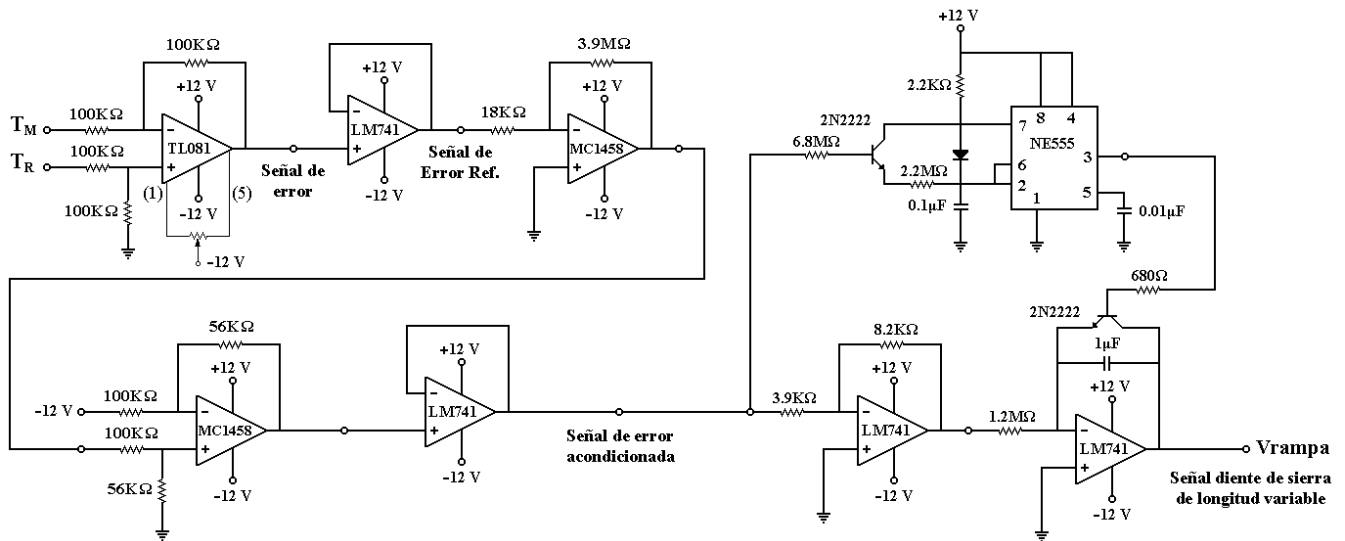 100KΩ
+12 V
T_M
100KΩ
TL081
T_R
100KΩ
100KΩ
(1)
(5)
−12 V
−12 V
Señal de
error
+12 V
LM741
−12 V
Señal de
Error Ref.
18KΩ
3.9MΩ
+12 V
MC1458
−12 V
+12 V
2.2KΩ
2N2222
6.8MΩ
2.2MΩ
0.1μF
7
8
4
NE555
3
6
2
1
5
0.01μF
680Ω
2N2222
1μF
56KΩ
+12 V
−12 V
100KΩ
100KΩ
MC1458
56KΩ
−12 V
+12 V
LM741
−12 V
Señal de error
acondicionada
3.9KΩ
8.2KΩ
+12 V
LM741
−12 V
1.2MΩ
+12 V
LM741
−12 V
Vrampa
Señal diente de sierra
de longitud variable